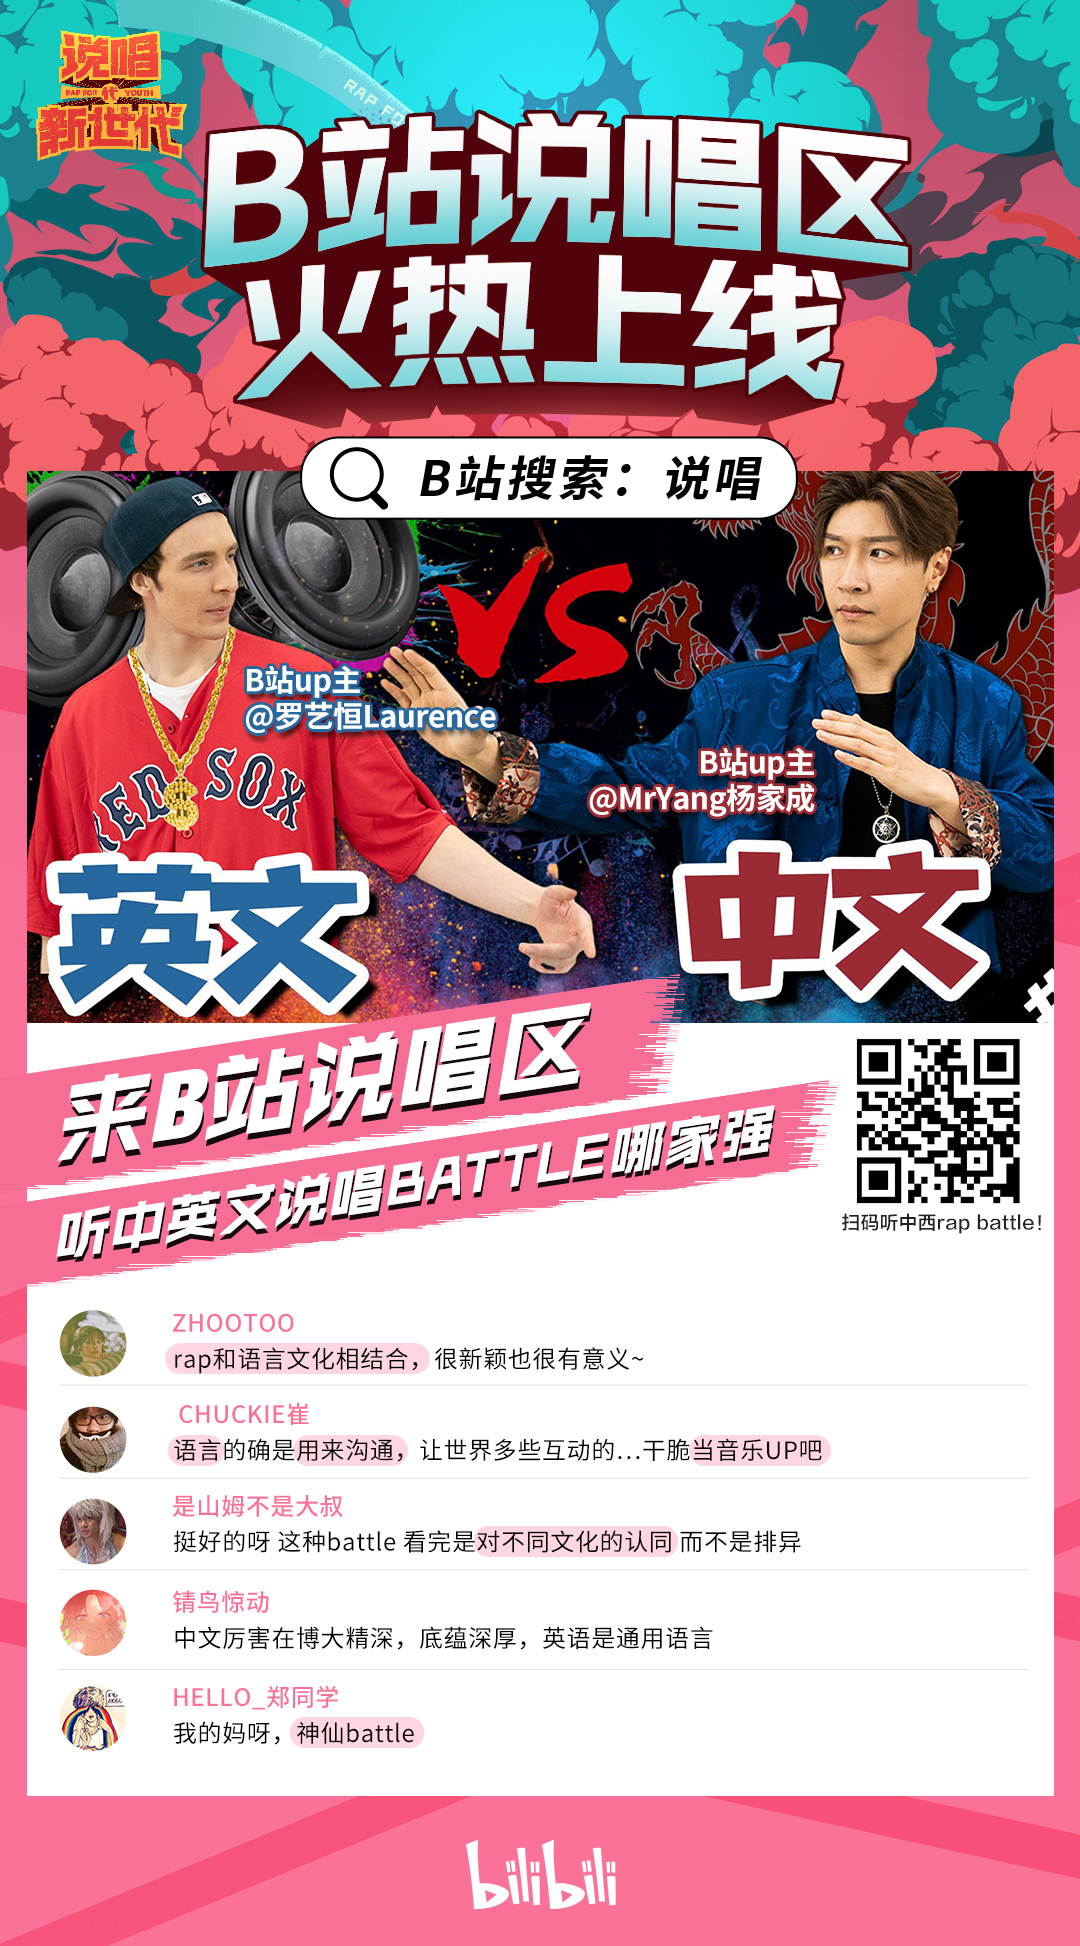 说唱
RAP FOR YOUTH
新世代
RAP FO
B站说唱区
火热上线
B站搜索：说唱
VS
B站up主
@罗艺恒Laurence
B站up主
@MrYang杨家成
RED SOX
英文
中文
来B站说唱区
听中英文说唱BATTLE哪家强
扫码听中西rap battle!
ZHOOTOO
rap和语言文化相结合，很新颖也很有意义~
CHUCKIE崔
语言的确是用来沟通，让世界多些互动的...干脆当音乐UP吧
是山姆不是大叔
挺好的呀 这种battle 看完是对不同文化的认同 而不是排异
锖鸟惊动
中文厉害在博大精深，底蕴深厚，英语是通用语言
HELLO_郑同学
我的妈呀，神仙battle
bilibili